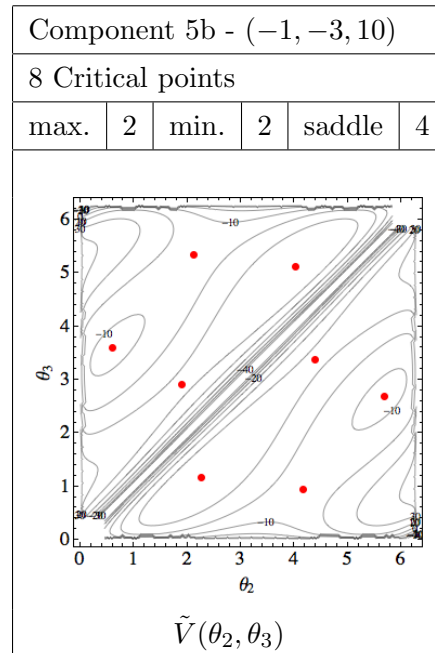 Component 5b - (−1, −3, 10)
8 Critical points
max. 2 min. 2 saddle 4
−10
6
5
4
−10
θ₃
3
−40
−20
2
−10
1
−10
0
0 1 2 3 4 5 6
θ₂
Ṽ(θ₂, θ₃)